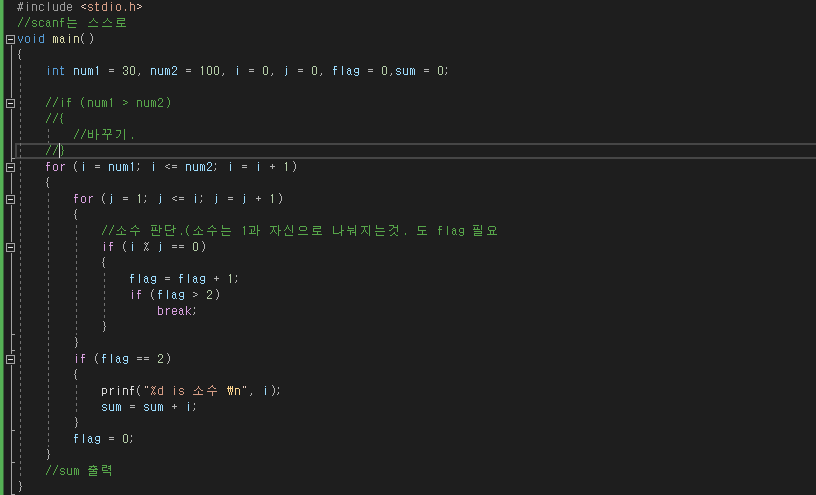 #include <stdio.h>
//scanf는 스스로
void main()
{
int num1 = 30, num2 = 100, i = 0, j = 0, flag = 0,sum = 0;
//if (num1 > num2)
//{
//바꾸기.
//}
for (i = num1; i <= num2; i = i + 1)
{
for (j = 1; j <= i; j = j + 1)
{
//소수 판단.(소수는 1과 자신으로 나눠지는것. 도 flag 필요
if (i % j == 0)
{
flag = flag + 1;
if (flag > 2)
break;
}
}
if (flag == 2)
{
prinf("%d is 소수 ₩n", i);
sum = sum + i;
}
flag = 0;
}
//sum 출력
}